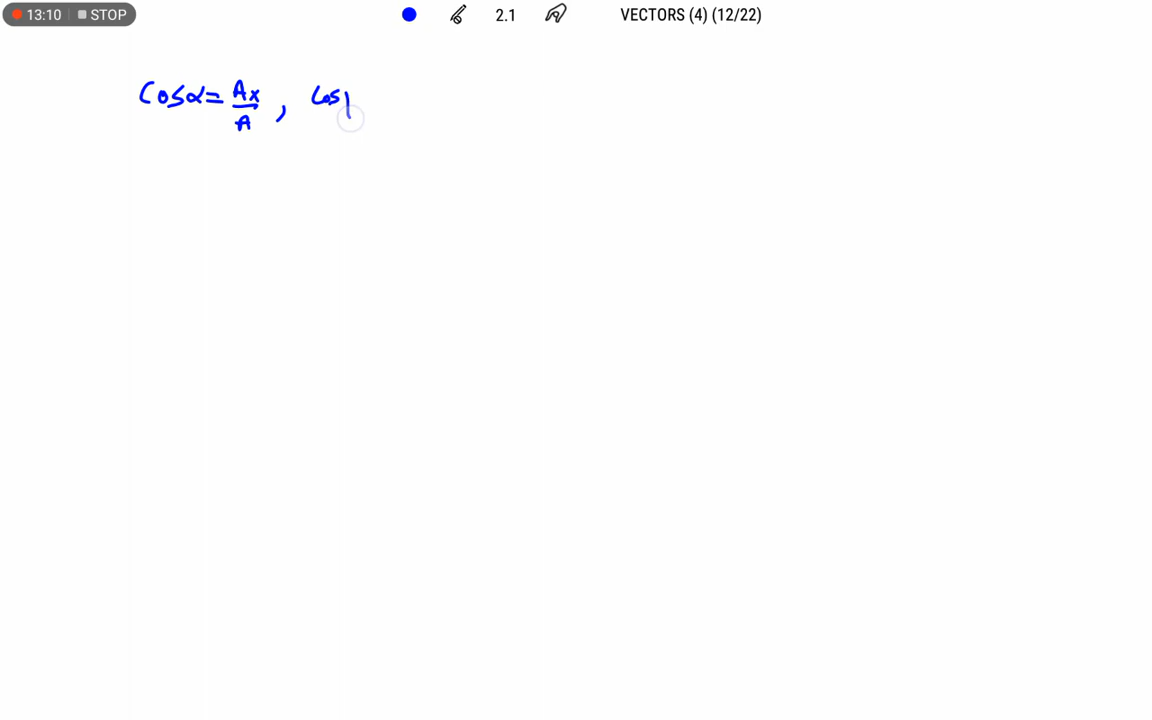 13:10 STOP 2.1 VECTORS (4) (12/22)
Cosα = Ax/A , Cos